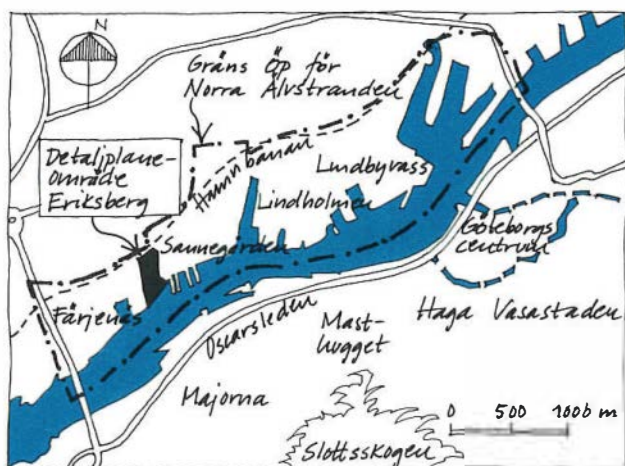 N
Gräns Öp för
Norra Älvstranden
Detaljplane-
område
Eriksberg
Hamnbanan
Lundbyvass
Lindholmen
Sannegården
Göteborgs
centrum
Färjenäs
Oscarsleden
Mast-
hugget
Haga Vasastaden
Majorna
0 500 1000 m
Slottsskogen